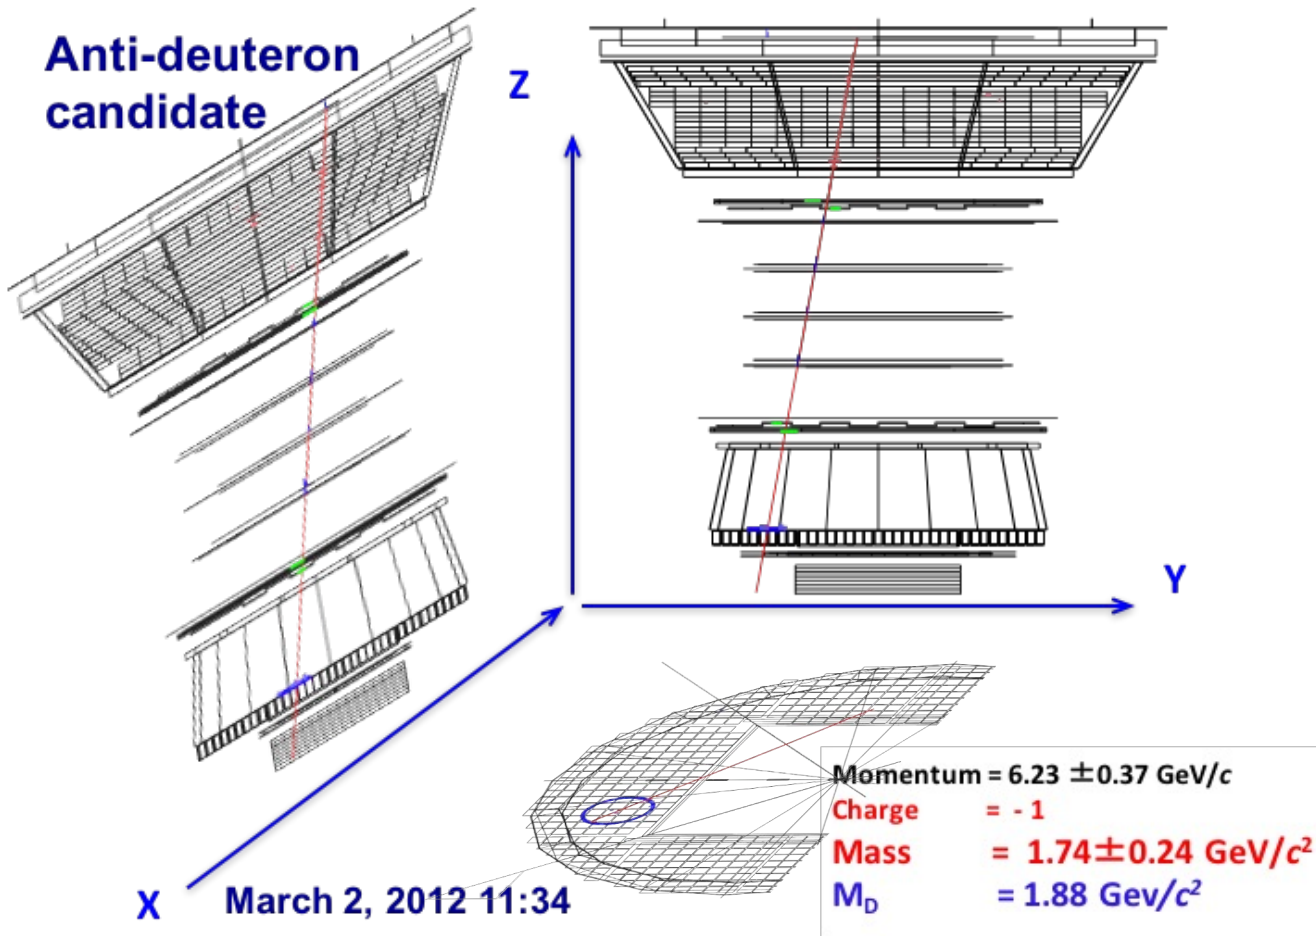 Anti-deuteron
candidate
Z
Y
X
March 2, 2012 11:34
Momentum = 6.23 ±0.37 GeV/c
Charge = - 1
Mass = 1.74±0.24 GeV/c²
M_D = 1.88 Gev/c²